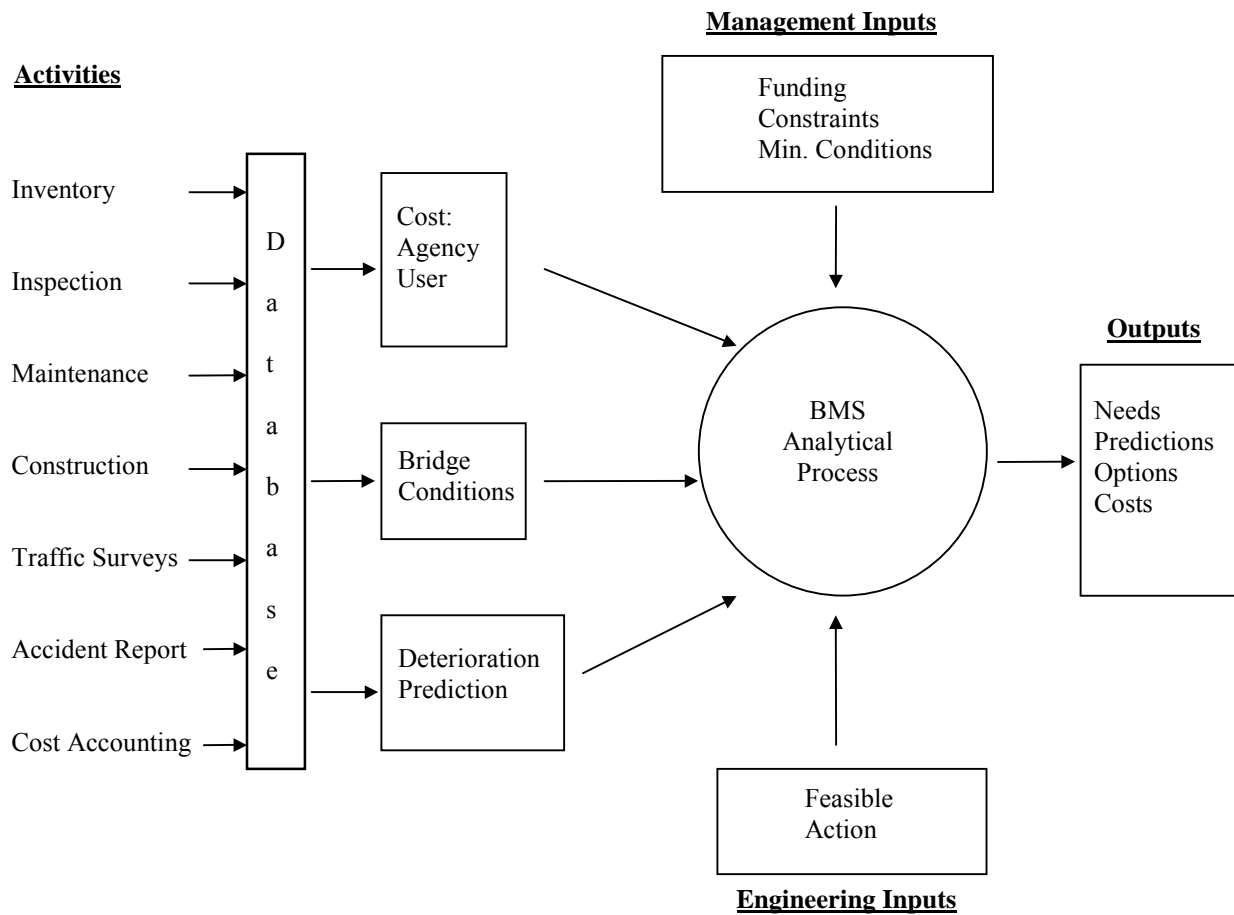 Management Inputs
Funding
Constraints
Min. Conditions
Activities
Inventory
Inspection
Maintenance
Construction
Traffic Surveys
Accident Report
Cost Accounting
D
a
t
a
b
a
s
e
Cost:
Agency
User
Bridge
Conditions
Deterioration
Prediction
BMS
Analytical
Process
Outputs
Needs
Predictions
Options
Costs
Feasible
Action
Engineering Inputs